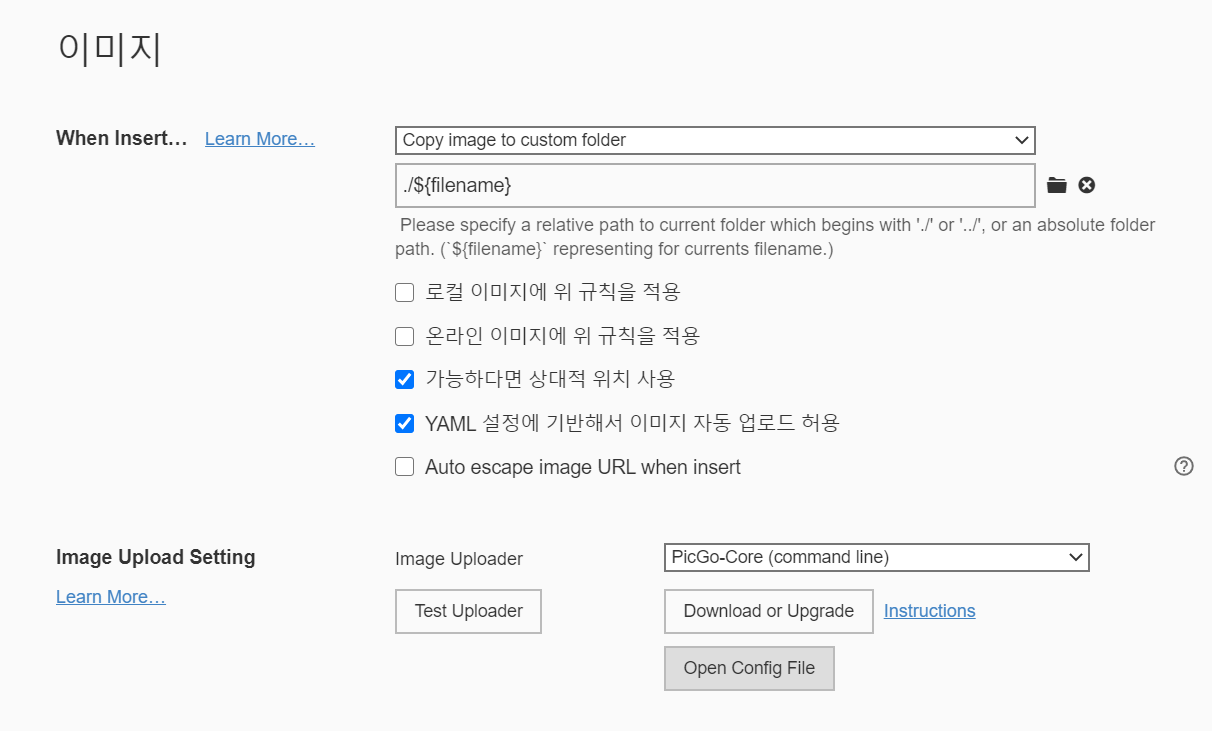 이미지
When Insert... Learn More... Copy image to custom folder
./${filename}
Please specify a relative path to current folder which begins with './' or '../', or an absolute folder
path. (`${filename}` representing for currents filename.)
로컬 이미지에 위 규칙을 적용
온라인 이미지에 위 규칙을 적용
가능하다면 상대적 위치 사용
YAML 설정에 기반해서 이미지 자동 업로드 허용
Auto escape image URL when insert
Image Upload Setting Image Uploader PicGo-Core (command line)
Learn More... Test Uploader Download or Upgrade Instructions
Open Config File